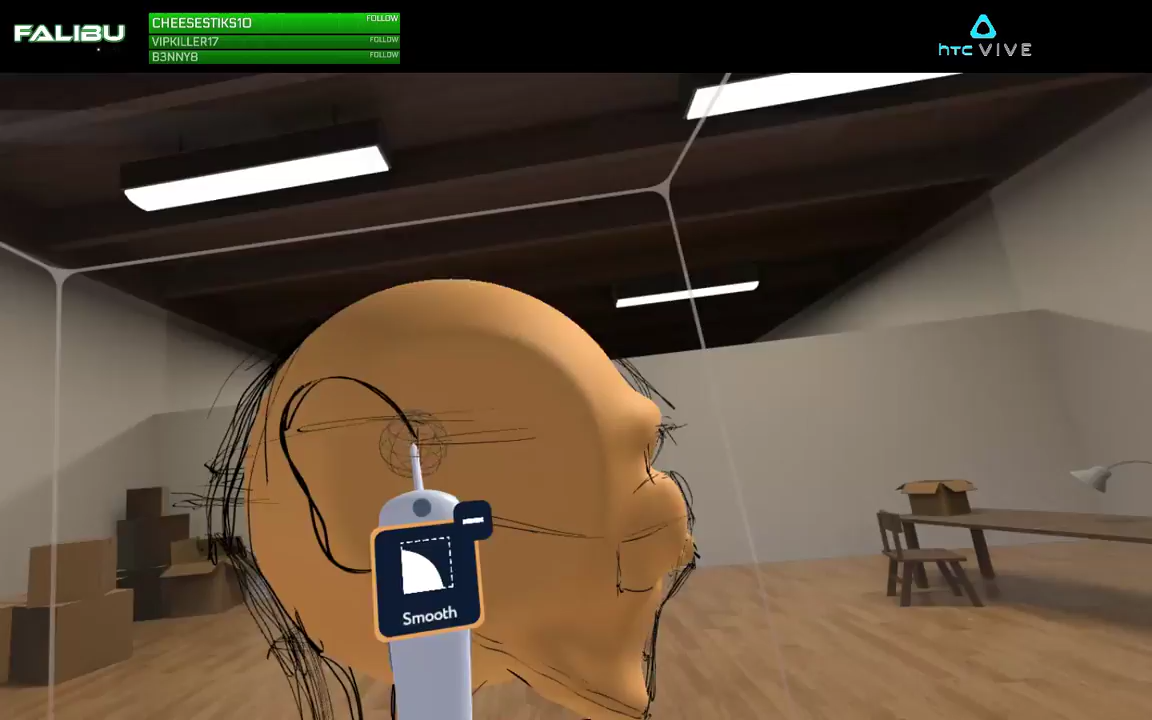 FALIBU
CHEESESTIKS10 FOLLOW
VIPKILLER17 FOLLOW
B3NNY8 FOLLOW
hTC VIVE
Smooth